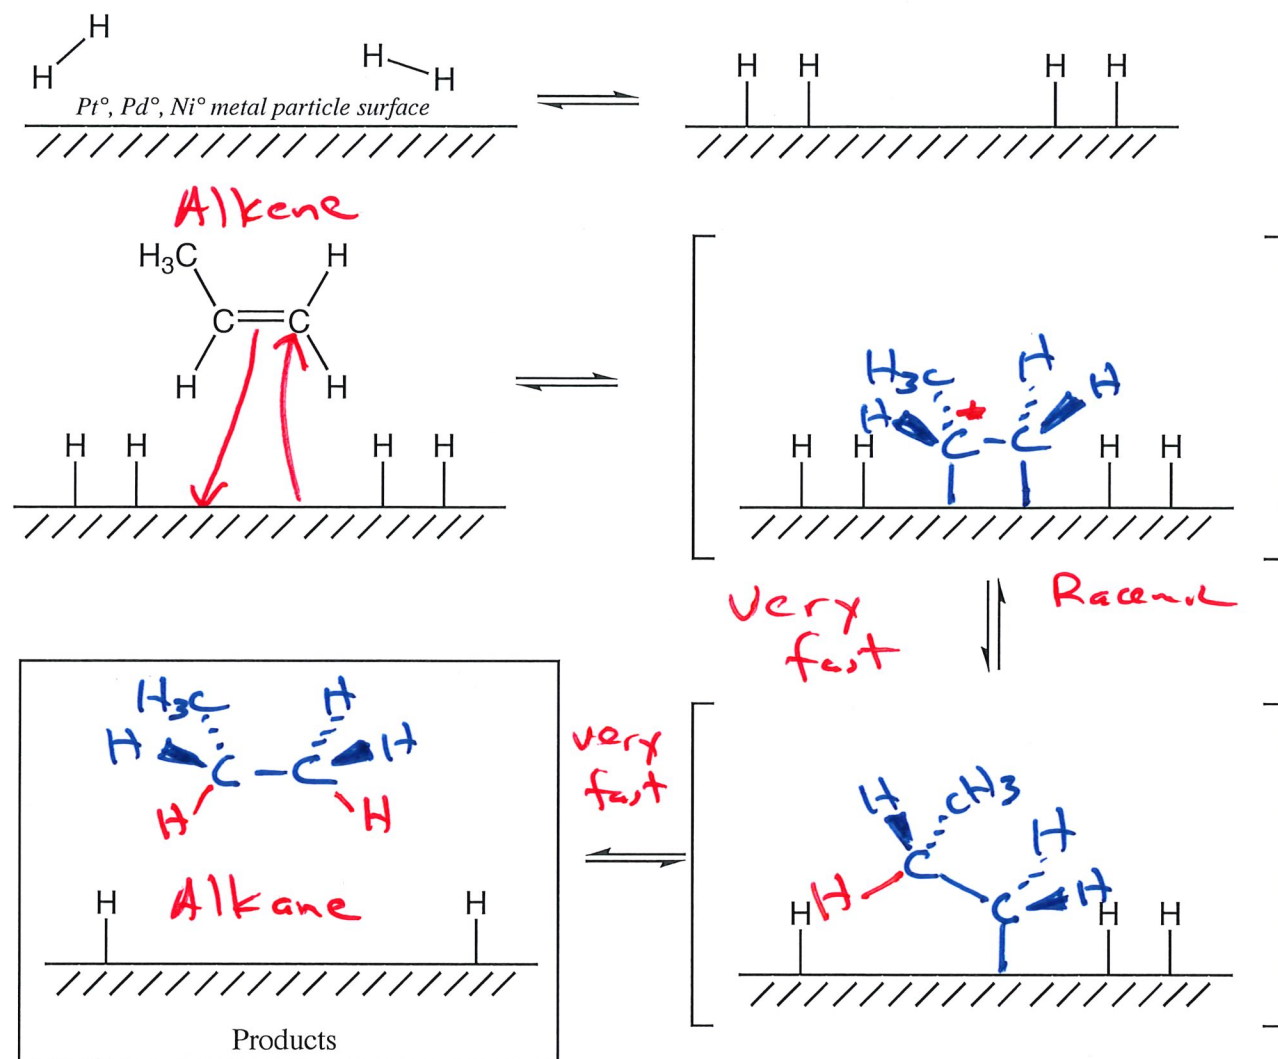 H
H
H
H
Pt°, Pd°, Ni° metal particle surface
H H H H
Alkene
H₃C H
C C
H H
H H H H
H₃C H
H H
* C C
H H H H
very
fast
Racemic
H₃C H
H C C H
H H
Alkane
H H
Products
very
fast
H CH₃
C H
H H C H
H H